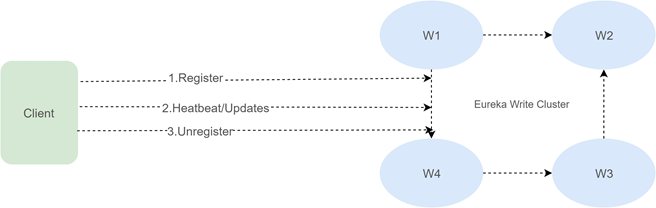 W1
W2
1.Register
Client
2.Heatbeat/Updates
Eureka Write Cluster
3.Unregister
W4
W3